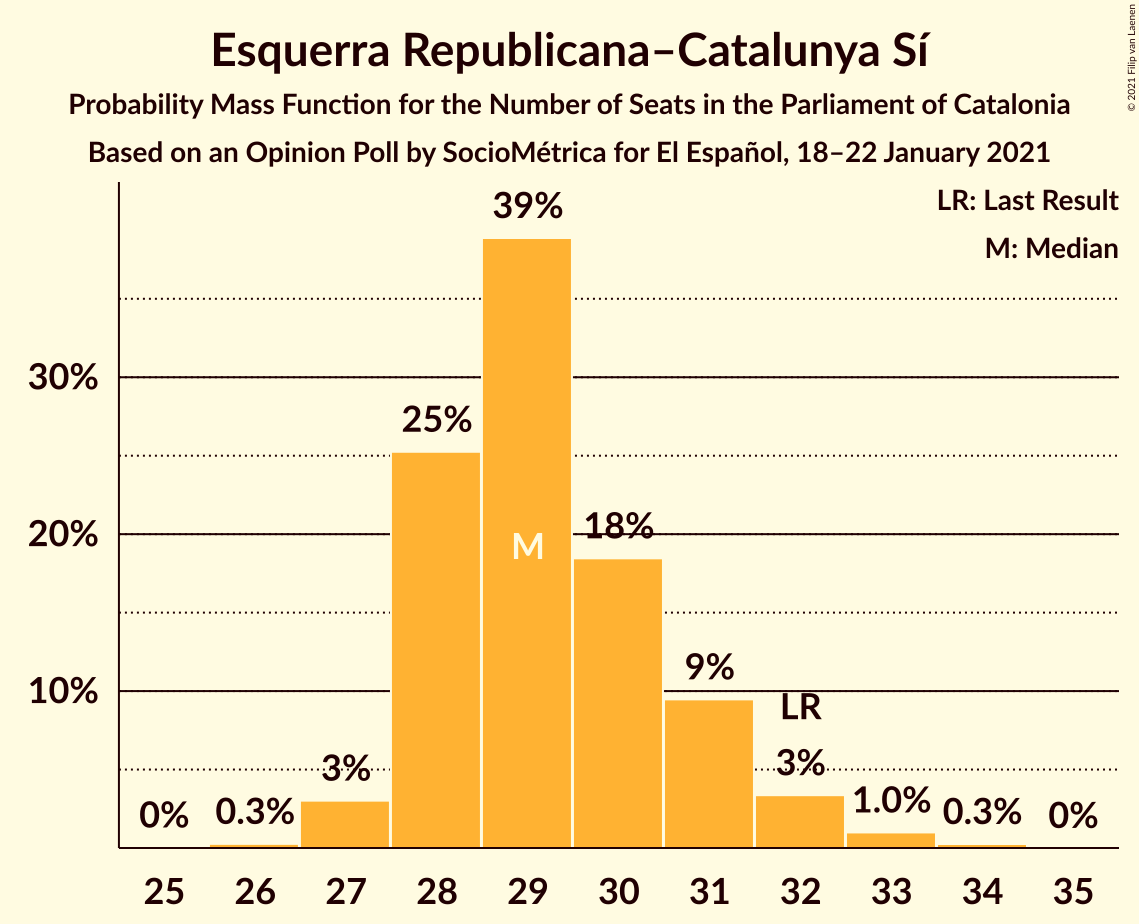 Esquerra Republicana–Catalunya Sí
Probability Mass Function for the Number of Seats in the Parliament of Catalonia
Based on an Opinion Poll by SocioMétrica for El Español, 18–22 January 2021
© 2021 Filip van Laenen
LR: Last Result
M: Median
39%
30%
25%
20%
18%
M
9%
10%
LR
3%
3%
0%
0.3%
1.0%
0.3%
0%
25 26 27 28 29 30 31 32 33 34 35